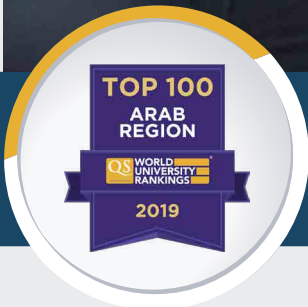 TOP 100
ARAB
REGION
QS WORLD
UNIVERSITY
RANKINGS
2019